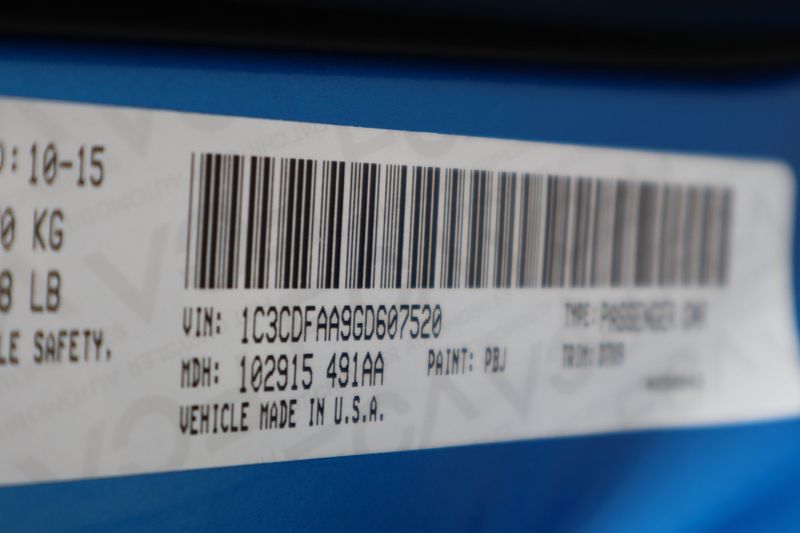 : 10-15
0 KG
8 LB
LE SAFETY,
VIN: 1C3CDFAA9GD607520
TYPE: PASSENGER CAR
MDH: 102915 491AA
PAINT: PBJ
TRIM:
VEHICLE MADE IN U.S.A.